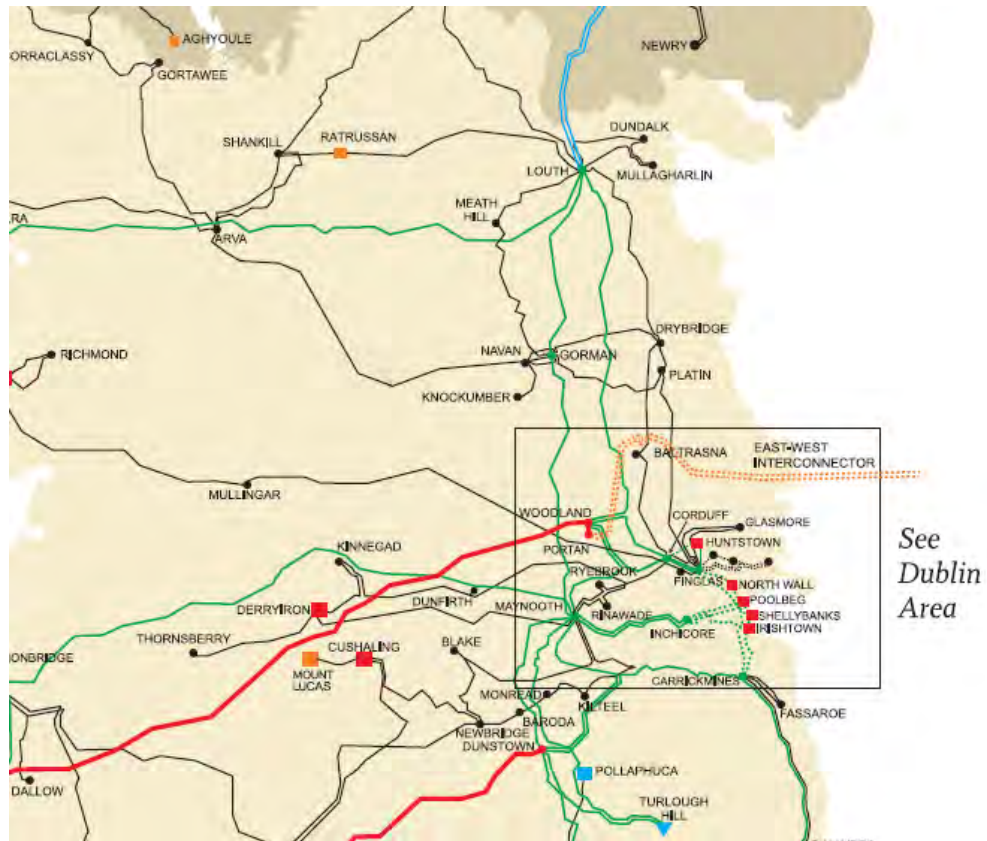 NEWRY
AGHYOULE
ORRACLASSY
GORTAWEE
DUNDALK
SHANKILL
RATRUSSAN
LOUTH
MULLAGHARLIN
MEATH
HILL
RA
ARVA
DRYBRIDGE
RICHMOND
NAVAN
GORMAN
PLATIN
KNOCKUMBER
EAST-WEST
INTERCONNECTOR
BALTRASNA
MULLINGAR
WOODLAND
CORDUFF
GLASMORE
PORTAN
HUNTSTOWN
KINNEGAD
RYEBROOK
FINGLAS
NORTH WALL
DERRYIRON
DUNFIRTH
MAYNOOTH
RINAWADE
POOLBEG
SHELLYBANKS
INCHICORE
IRISHTOWN
THORNSBERRY
CUSHALING
BLAKE
MONBRIDGE
MOUNT
LUCAS
MONREAD
CARRICKMINES
KILTEEL
FASSAROE
BARODA
NEWBRIDGE
DUNSTOWN
DALLOW
POLLAPHUCA
TURLOUGH
HILL
See
Dublin
Area